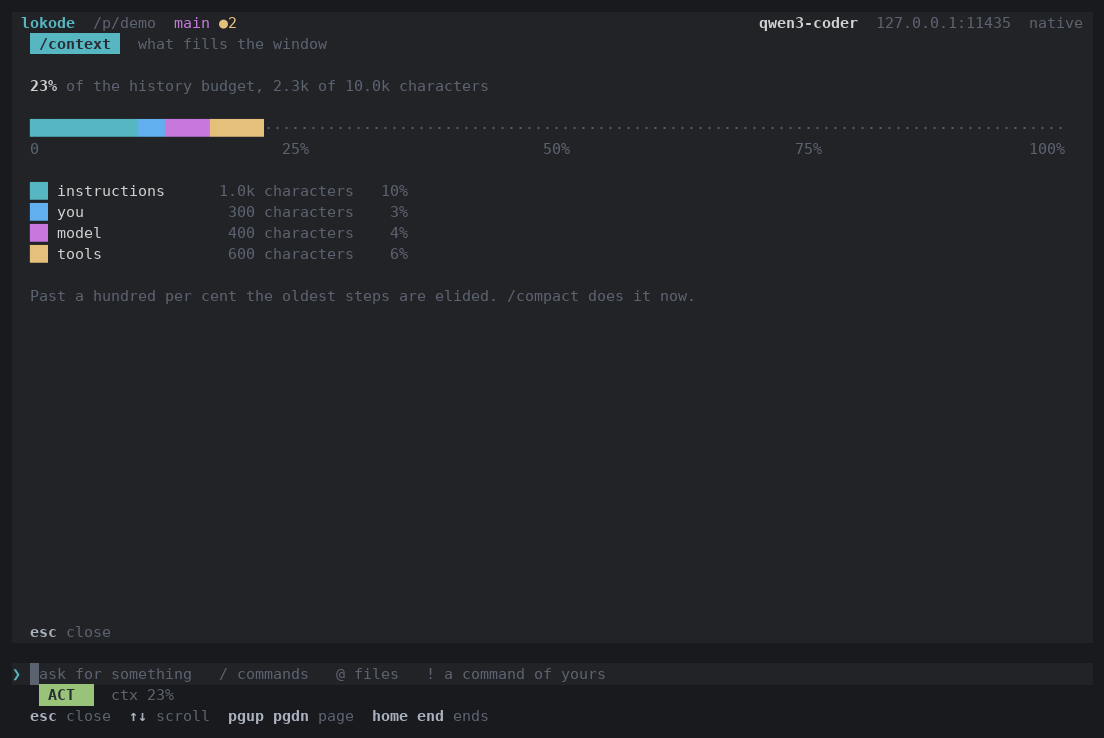 lokode  /p/demo  main ●2  qwen3-coder  127.0.0.1:11435  native
/context  what fills the window
23% of the history budget, 2.3k of 10.0k characters
0  25%  50%  75%  100%
instructions  1.0k characters  10%
you  300 characters  3%
model  400 characters  4%
tools  600 characters  6%
Past a hundred per cent the oldest steps are elided. /compact does it now.
esc close
❯ ask for something  / commands  @ files  ! a command of yours
ACT  ctx 23%
esc close  ↑↓ scroll  pgup pgdn page  home end ends